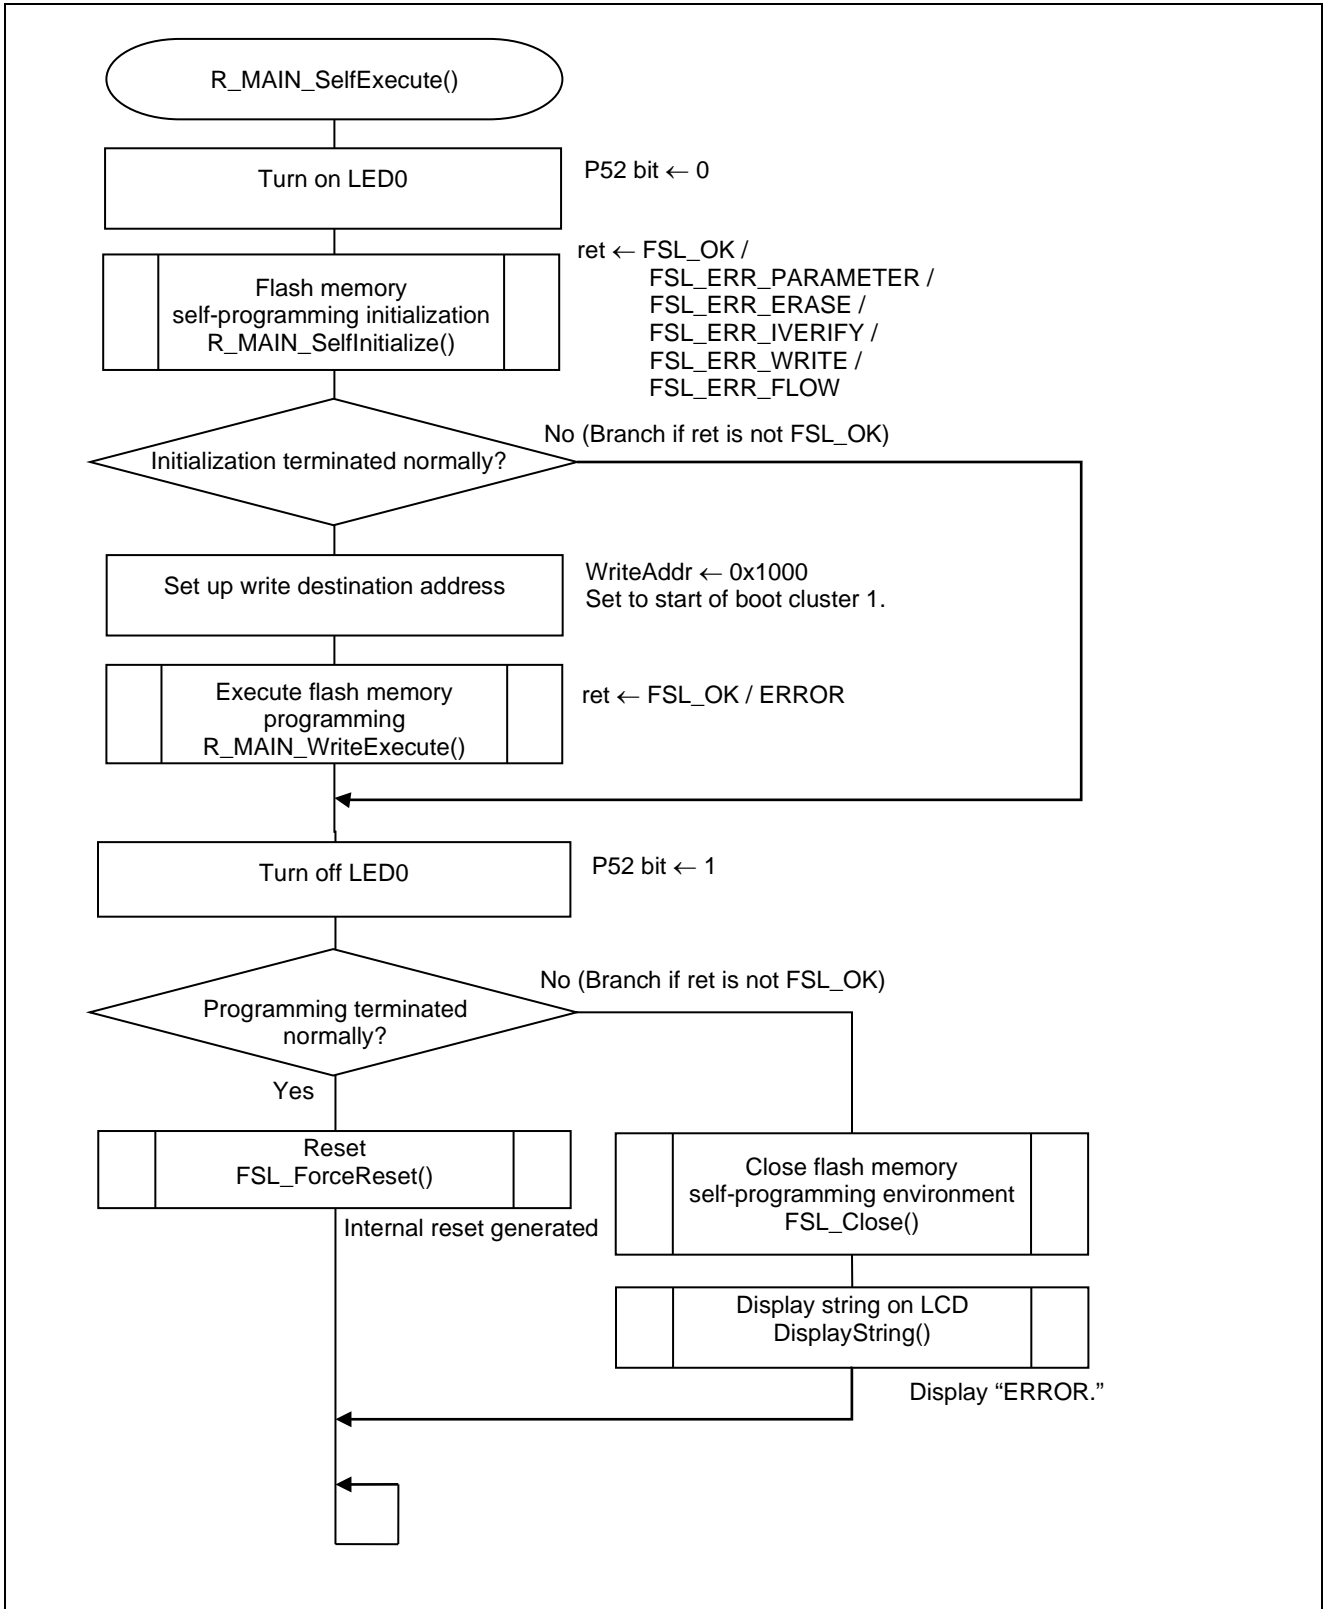 R_MAIN_SelfExecute()
Turn on LED0
P52 bit ← 0
Flash memory
self-programming initialization
R_MAIN_SelfInitialize()
ret ← FSL_OK /
FSL_ERR_PARAMETER /
FSL_ERR_ERASE /
FSL_ERR_IVERIFY /
FSL_ERR_WRITE /
FSL_ERR_FLOW
Initialization terminated normally?
No (Branch if ret is not FSL_OK)
Set up write destination address
WriteAddr ← 0x1000
Set to start of boot cluster 1.
Execute flash memory
programming
R_MAIN_WriteExecute()
ret ← FSL_OK / ERROR
Turn off LED0
P52 bit ← 1
Programming terminated
normally?
No (Branch if ret is not FSL_OK)
Yes
Reset
FSL_ForceReset()
Internal reset generated
Close flash memory
self-programming environment
FSL_Close()
Display string on LCD
DisplayString()
Display “ERROR.”